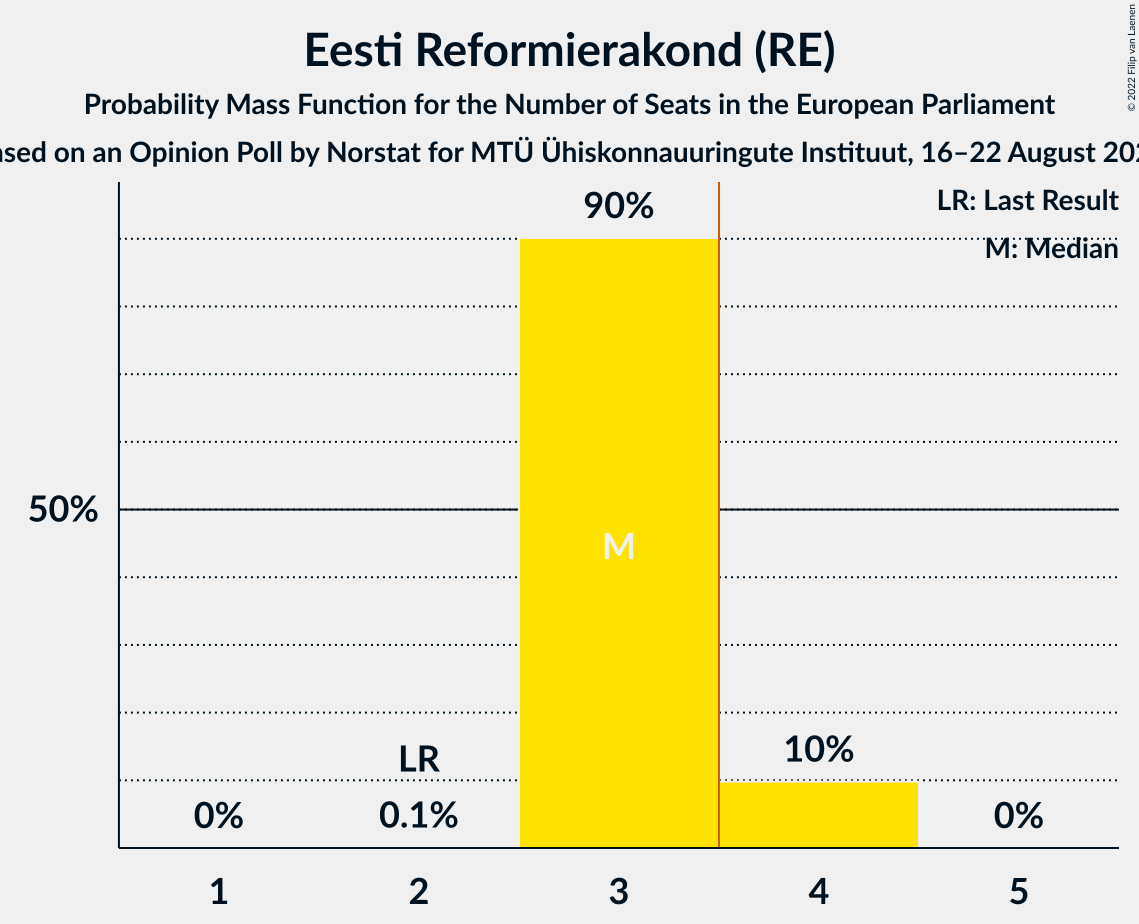 Eesti Reformierakond (RE)
Probability Mass Function for the Number of Seats in the European Parliament
on an Opinion Poll by Norstat for MTÜ Ühiskonnauuringute Instituut, 16–22 August
© 2022 Filip van Laenen
LR: Last Result
M: Median
90%
50%
M
LR
10%
0%
0.1%
0%
1
2
3
4
5